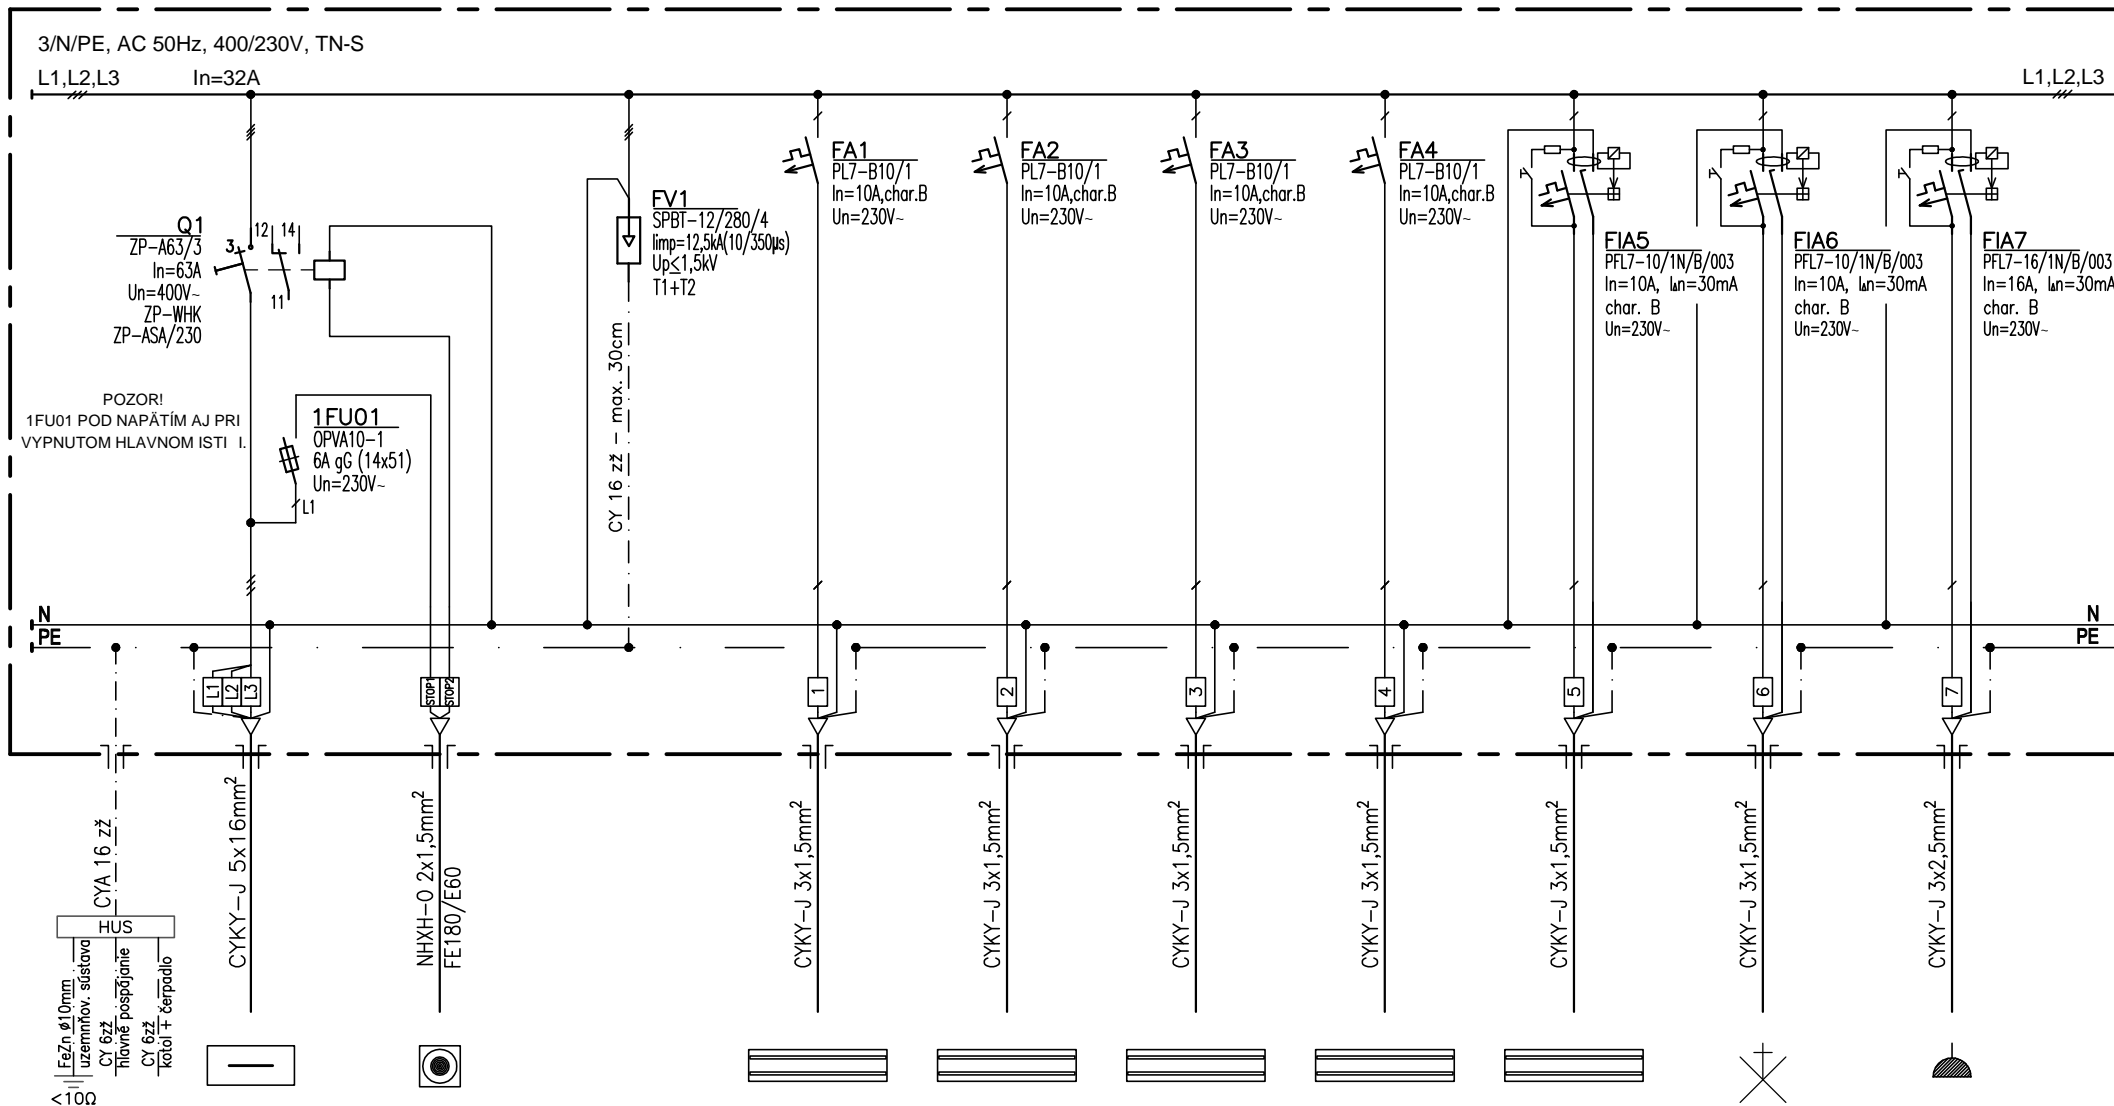 3/N/PE, AC 50Hz, 400/230V, TN-S
L1,L2,L3
In=32A
L1,L2,L3
Q1
ZP-A63/3
In=63A
Un=400V~
ZP-WHK
ZP-ASA/230
3
12
14
11
POZOR!
1FU01 POD NAPÄTÍM AJ PRI
VYPNUTOM HLAVNOM ISTI I.
1FU01
OPVA10-1
6A gG (14x51)
Un=230V~
L1
FV1
SPBT-12/280/4
Iimp=12,5kA(10/350µs)
Up≤1,5kV
T1+T2
CY 16 zž - max. 30cm
FA1
PL7-B10/1
In=10A,char.B
Un=230V~
FA2
PL7-B10/1
In=10A,char.B
Un=230V~
FA3
PL7-B10/1
In=10A,char.B
Un=230V~
FA4
PL7-B10/1
In=10A,char.B
Un=230V~
FIA5
PFL7-10/1N/B/003
In=10A, IΔn=30mA
char. B
Un=230V~
FIA6
PFL7-10/1N/B/003
In=10A, IΔn=30mA
char. B
Un=230V~
FIA7
PFL7-16/1N/B/003
In=16A, IΔn=30mA
char. B
Un=230V~
N
PE
N
PE
L1
L2
L3
STOP1
STOP2
1
2
3
4
5
6
7
CYA 16 zž
CYKY-J 5x16mm²
NHXH-O 2x1,5mm²
FE180/E60
CYKY-J 3x1,5mm²
CYKY-J 3x1,5mm²
CYKY-J 3x1,5mm²
CYKY-J 3x1,5mm²
CYKY-J 3x1,5mm²
CYKY-J 3x1,5mm²
CYKY-J 3x2,5mm²
HUS
FeZn ø10mm
uzemnňov. sústava
CY 6zž
hlavné pospájanie
CY 6zž
kotol + čerpadlo
<10Ω